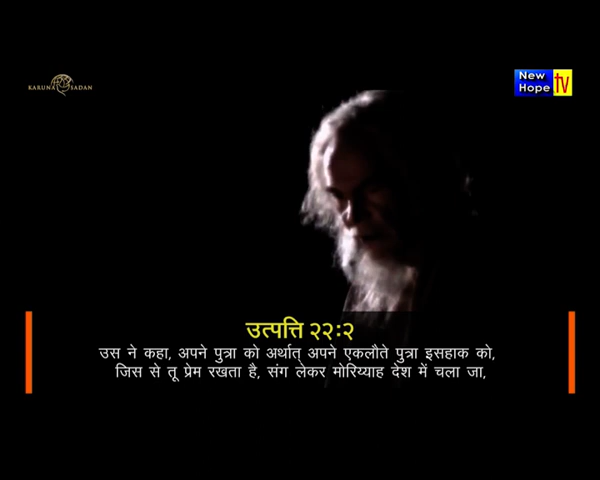 KARUNA SADAN
New Hope TV
उत्पत्ति २२:२
उस ने कहा, अपने पुत्रा को अर्थात् अपने एकलौते पुत्रा इसहाक को,
जिस से तू प्रेम रखता है, संग लेकर मोरिय्याह देश में चला जा,